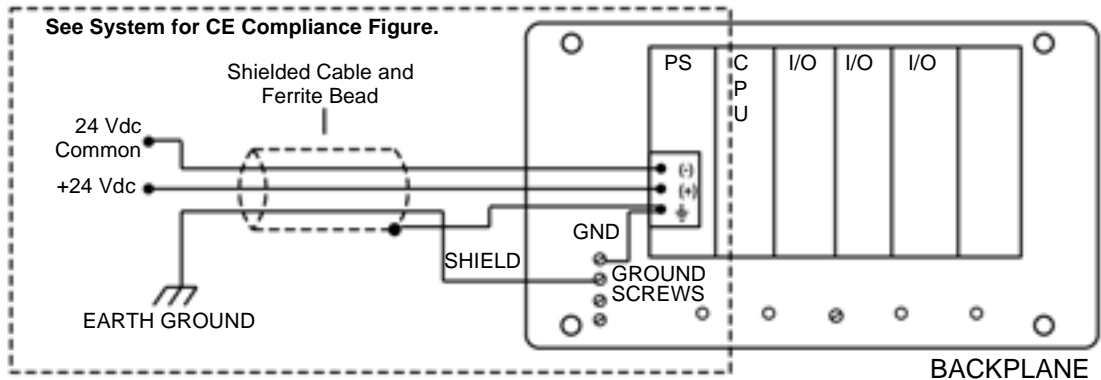 See System for CE Compliance Figure.
Shielded Cable and
Ferrite Bead
24 Vdc
Common
+24 Vdc
EARTH GROUND
SHIELD
GND
GROUND
SCREWS
PS
C
P
U
I/O
I/O
I/O
(-)
(+)
BACKPLANE